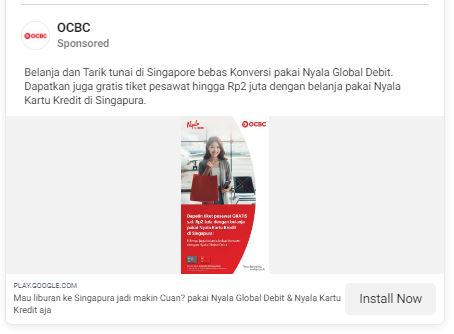 OCBC
OCBC
Sponsored
Belanja dan Tarik tunai di Singapore bebas Konversi pakai Nyala Global Debit.
Dapatkan juga gratis tiket pesawat hingga Rp2 juta dengan belanja pakai Nyala
Kartu Kredit di Singapura.
Nyala
OCBC
Dapetin tiket pesawat GRATIS
s.d. Rp2 Juta dengan belanja
pakai Nyala Kartu Kredit
di Singapura!
PLAY.GOOGLE.COM
Mau liburan ke Singapura jadi makin Cuan? pakai Nyala Global Debit & Nyala Kartu
Kredit aja
Install Now